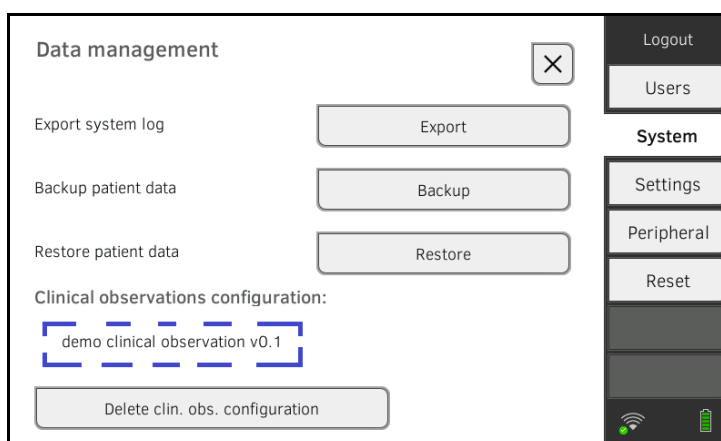 Data management
Export system log
Export
Backup patient data
Backup
Restore patient data
Restore
Clinical observations configuration:
demo clinical observation v0.1
Delete clin. obs. configuration
Logout
Users
System
Settings
Peripheral
Reset